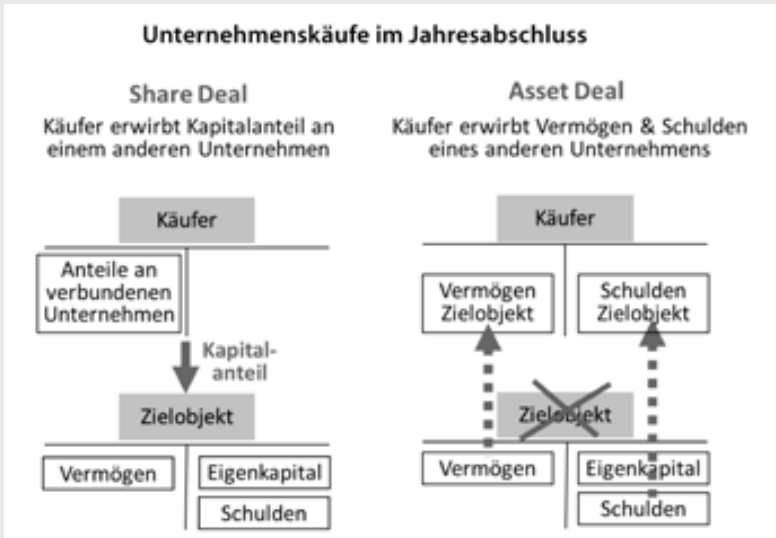 Unternehmenskäufe im Jahresabschluss
Share Deal
Käufer erwirbt Kapitalanteil an
einem anderen Unternehmen
Käufer
Anteile an
verbundenen
Unternehmen
Kapital-
anteil
Zielobjekt
Vermögen
Eigenkapital
Schulden
Asset Deal
Käufer erwirbt Vermögen & Schulden
eines anderen Unternehmens
Käufer
Vermögen
Zielobjekt
Schulden
Zielobjekt
Zielobjekt
Vermögen
Eigenkapital
Schulden